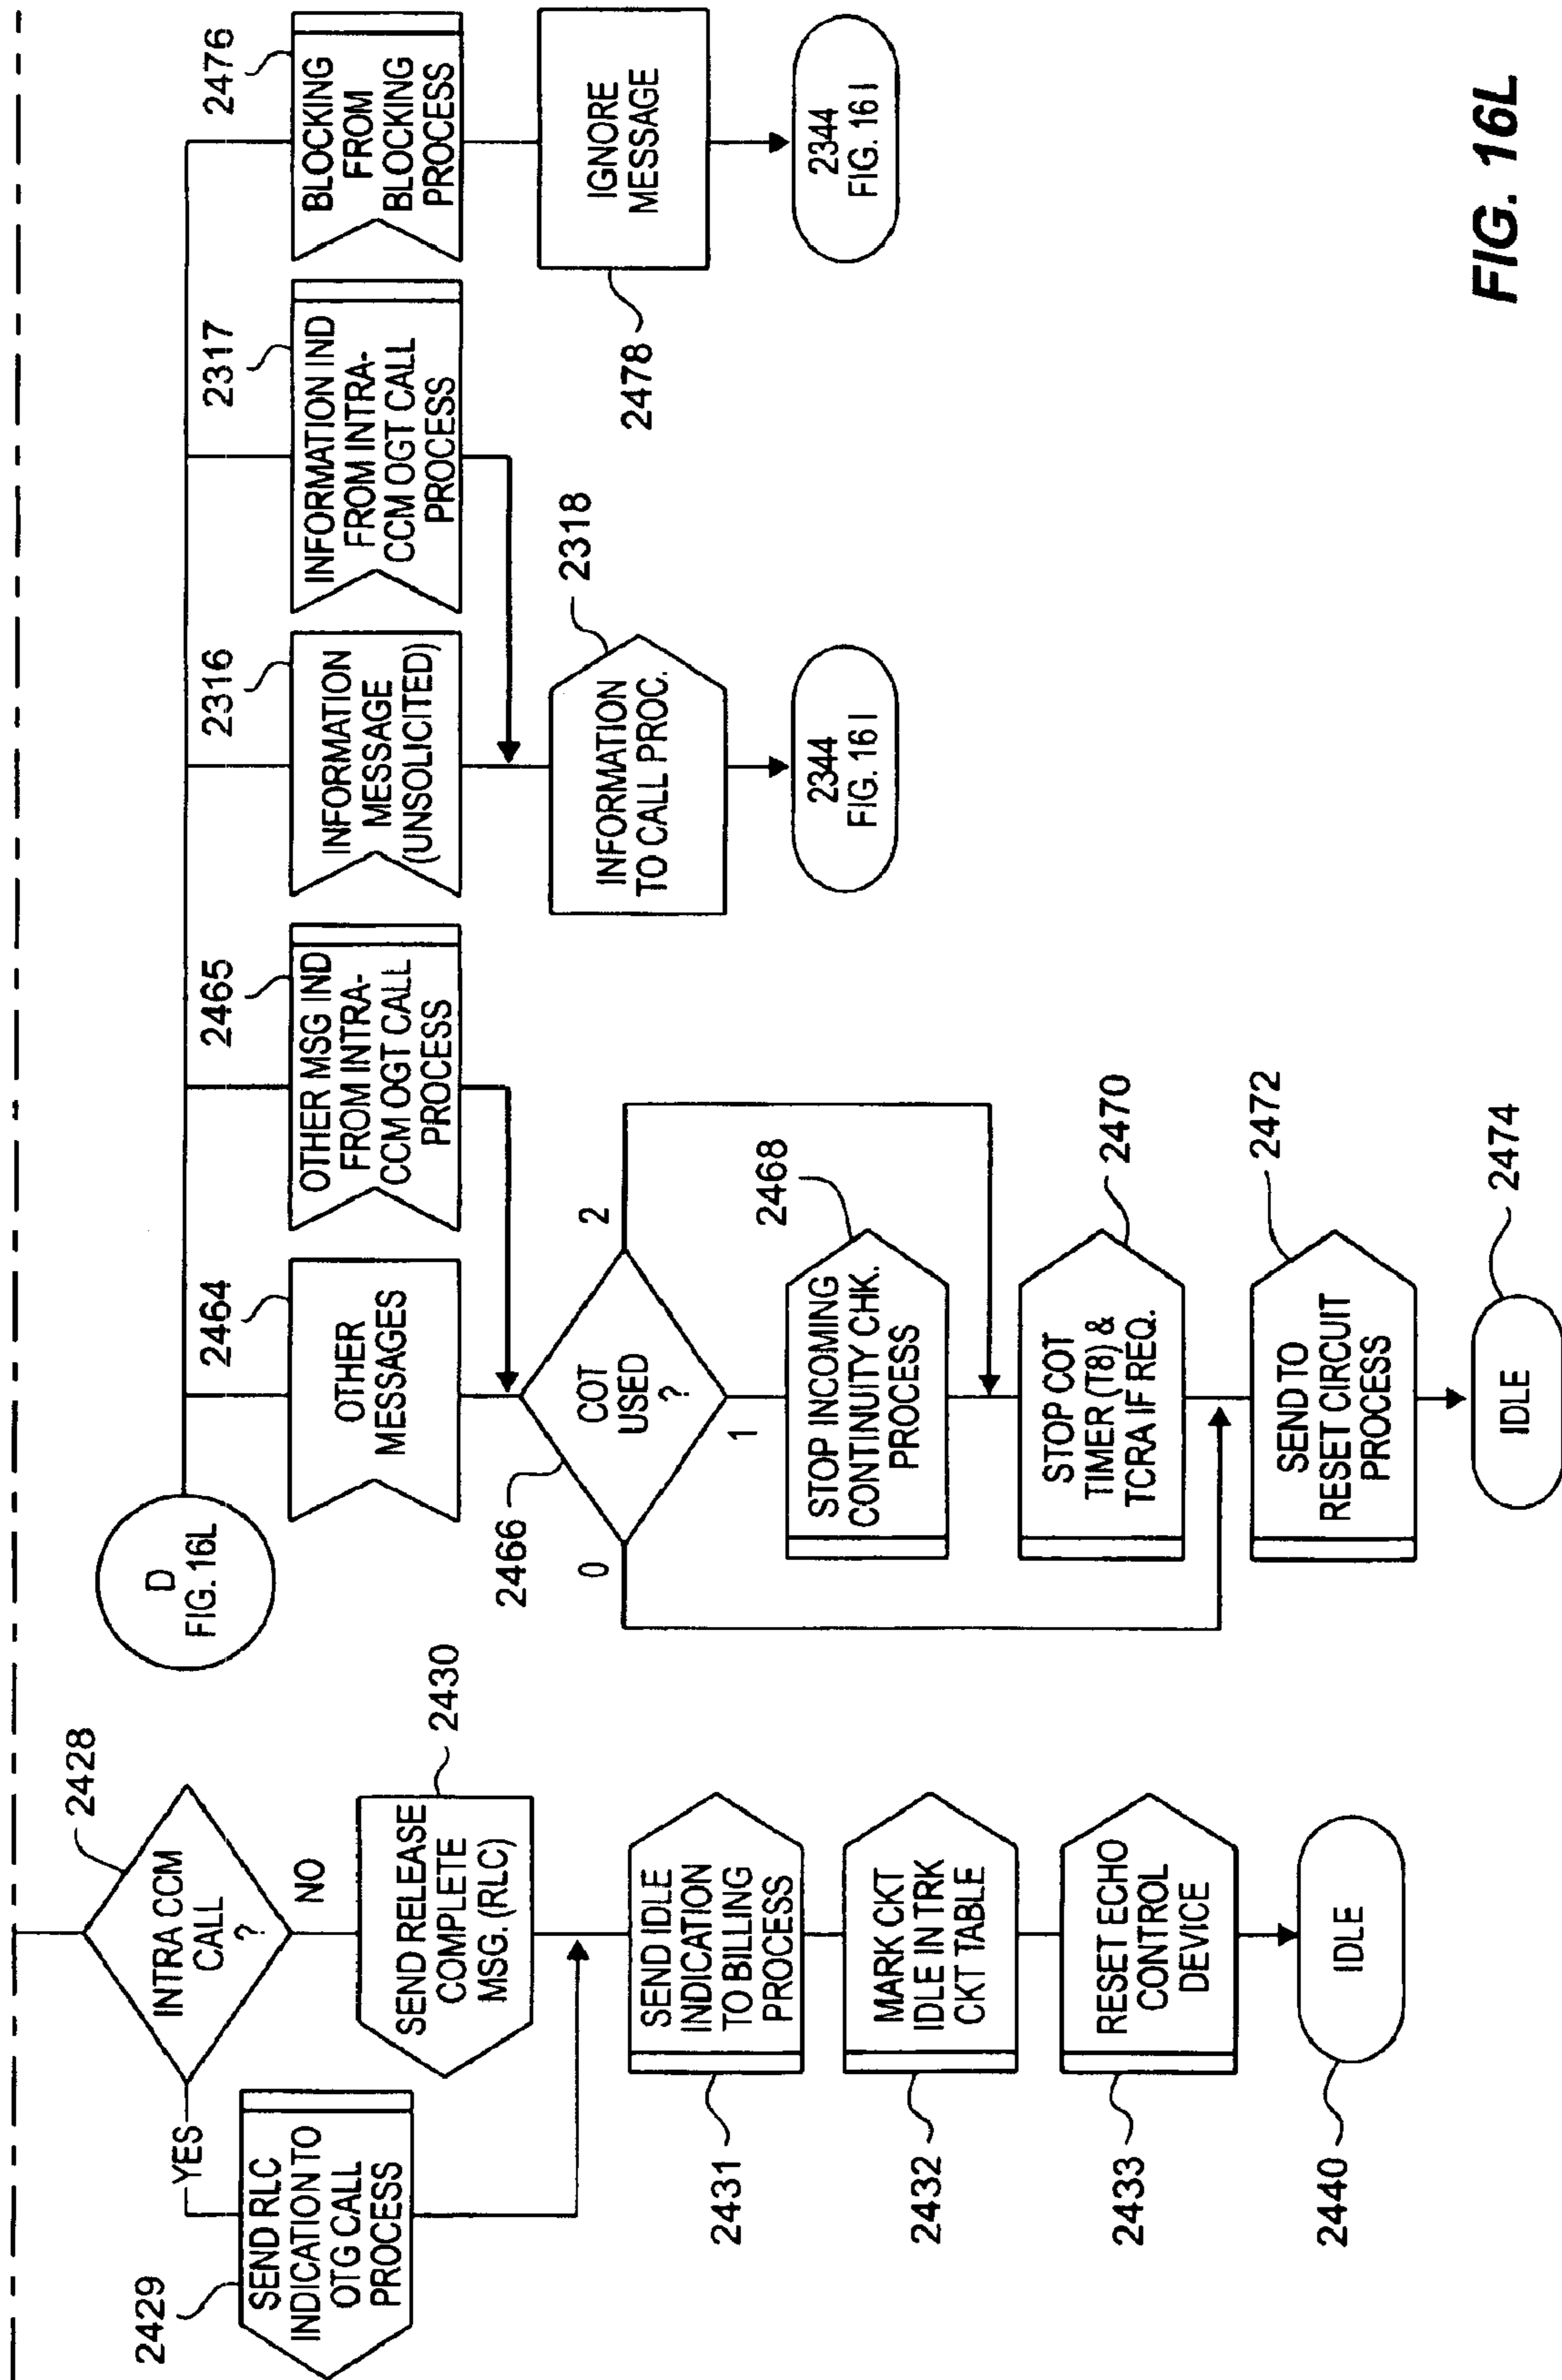 2428
INTRA CCM
CALL
?
YES
NO
2429
SEND RLC
INDICATION TO
OTG CALL
PROCESS
2430
SEND RELEASE
COMPLETE
MSG. (RLC)
2431
SEND IDLE
INDICATION
TO BILLING
PROCESS
2432
MARK CKT
IDLE IN TRK
CKT TABLE
2433
RESET ECHO
CONTROL
DEVICE
2440
IDLE
D
FIG. 16L
2464
OTHER
MESSAGES
2465
OTHER MSG IND
FROM INTRA-
CCM OGT CALL
PROCESS
2466
COT
USED
?
0
1
2
2468
STOP INCOMING
CONTINUITY CHK.
PROCESS
2470
STOP COT
TIMER (T8) &
TCRA IF REQ.
2472
SEND TO
RESET CIRCUIT
PROCESS
2474
IDLE
2316
INFORMATION
MESSAGE
(UNSOLICITED)
2317
INFORMATION IND
FROM INTRA-
CCM OGT CALL
PROCESS
2318
INFORMATION
TO CALL PROC.
2344
FIG. 16 I
2476
BLOCKING
FROM
BLOCKING
PROCESS
2478
IGNORE
MESSAGE
2344
FIG. 16 I
FIG. 16L